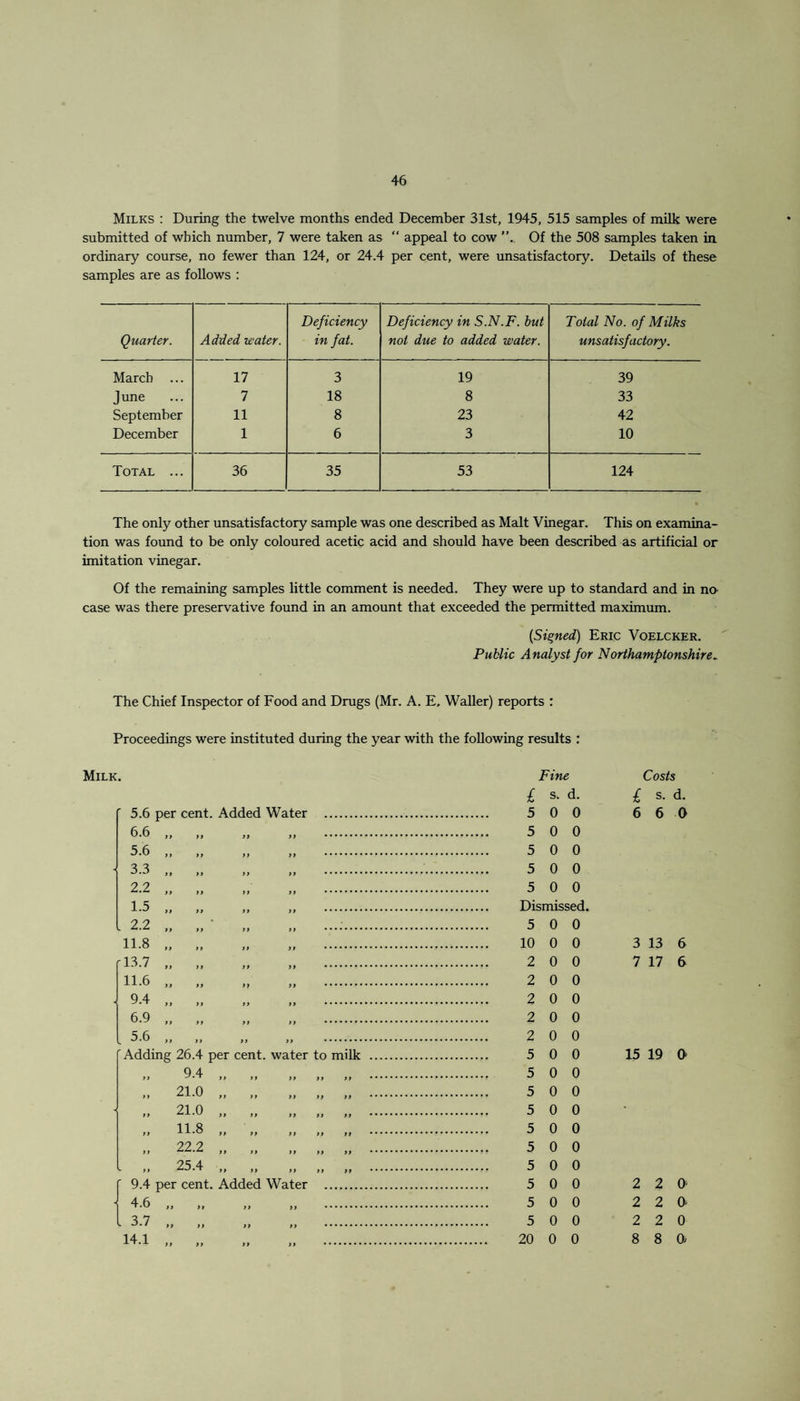 46
MILKS : During the twelve months ended December 31st, 1945, 515 samples of milk were
submitted of which number, 7 were taken as “ appeal to cow ”. Of the 508 samples taken in
ordinary course, no fewer than 124, or 24.4 per cent, were unsatisfactory. Details of these
samples are as follows :
Quarter. Added water. Deficiency in fat. Deficiency in S.N.F. but not due to added water. Total No. of Milks unsatisfactory.
March ... 17 3 19 39
June ... 7 18 8 33
September 11 8 23 42
December 1 6 3 10
TOTAL ... 36 35 53 124
The only other unsatisfactory sample was one described as Malt Vinegar. This on examina-
tion was found to be only coloured acetic acid and should have been described as artificial or
imitation vinegar.
Of the remaining samples little comment is needed. They were up to standard and in no
case was there preservative found in an amount that exceeded the permitted maximum.
(Signed) ERIC VOELCKER.
Public Analyst for Northamptonshire.
The Chief Inspector of Food and Drugs (Mr. A. E. Waller) reports :
Proceedings were instituted during the year with the following results :
MILK. Fine Costs
£ s. d. £ s. d.
5.6 per cent. Added Water ........ 5 0 0 6 6 0
6.6 „ „ „ „ ........ 5 0 0
5.6 „ „ „ „ ........ 5 0 0
3.3 „ „ „ „ ........ 5 0 0
2.2 „ „ „ „ ........ 5 0 0
1.5 „ „ „ „ ........ Dismissed.
2.2 „ „ „ „ ........ 5 0 0
11.8 „ „ „ „ ........ 10 0 0 3 13 6
13.7 „ „ „ „ ........ 2 0 0 7 17 6
11.6 „ „ „ „ ........ 2 0 0
9.4 „ „ „ „ ........ 2 0 0
6.9 „ „ „ „ ........ 2 0 0
5.6 „ „ „ „ ........ 2 0 0
Adding 26.4 per cent. water to milk ........ 5 0 0 15 19 0
„ 9.4 „ „ „ „ „ ........ 5 0 0
„ 21.0 „ „ „ „ „ ........ 5 0 0
„ 21.0 „ „ „ „ „ ........ 5 0 0
„ 11.8 „ „ „ „ „ ........ 5 0 0
„ 22.2 „ „ „ „ „ ........ 5 0 0
„ 25.4 „ „ „ „ „ ........ 5 0 0
9.4 per cent. Added Water ........ 5 0 0 2 2 0
4.6 „ „ „ „ ........ 5 0 0 2 2 0
3.7 „ „ „ „ ........ 5 0 0 2 2 0
14.1 „ „ „ „ ........ 20 0 0 8 8 0